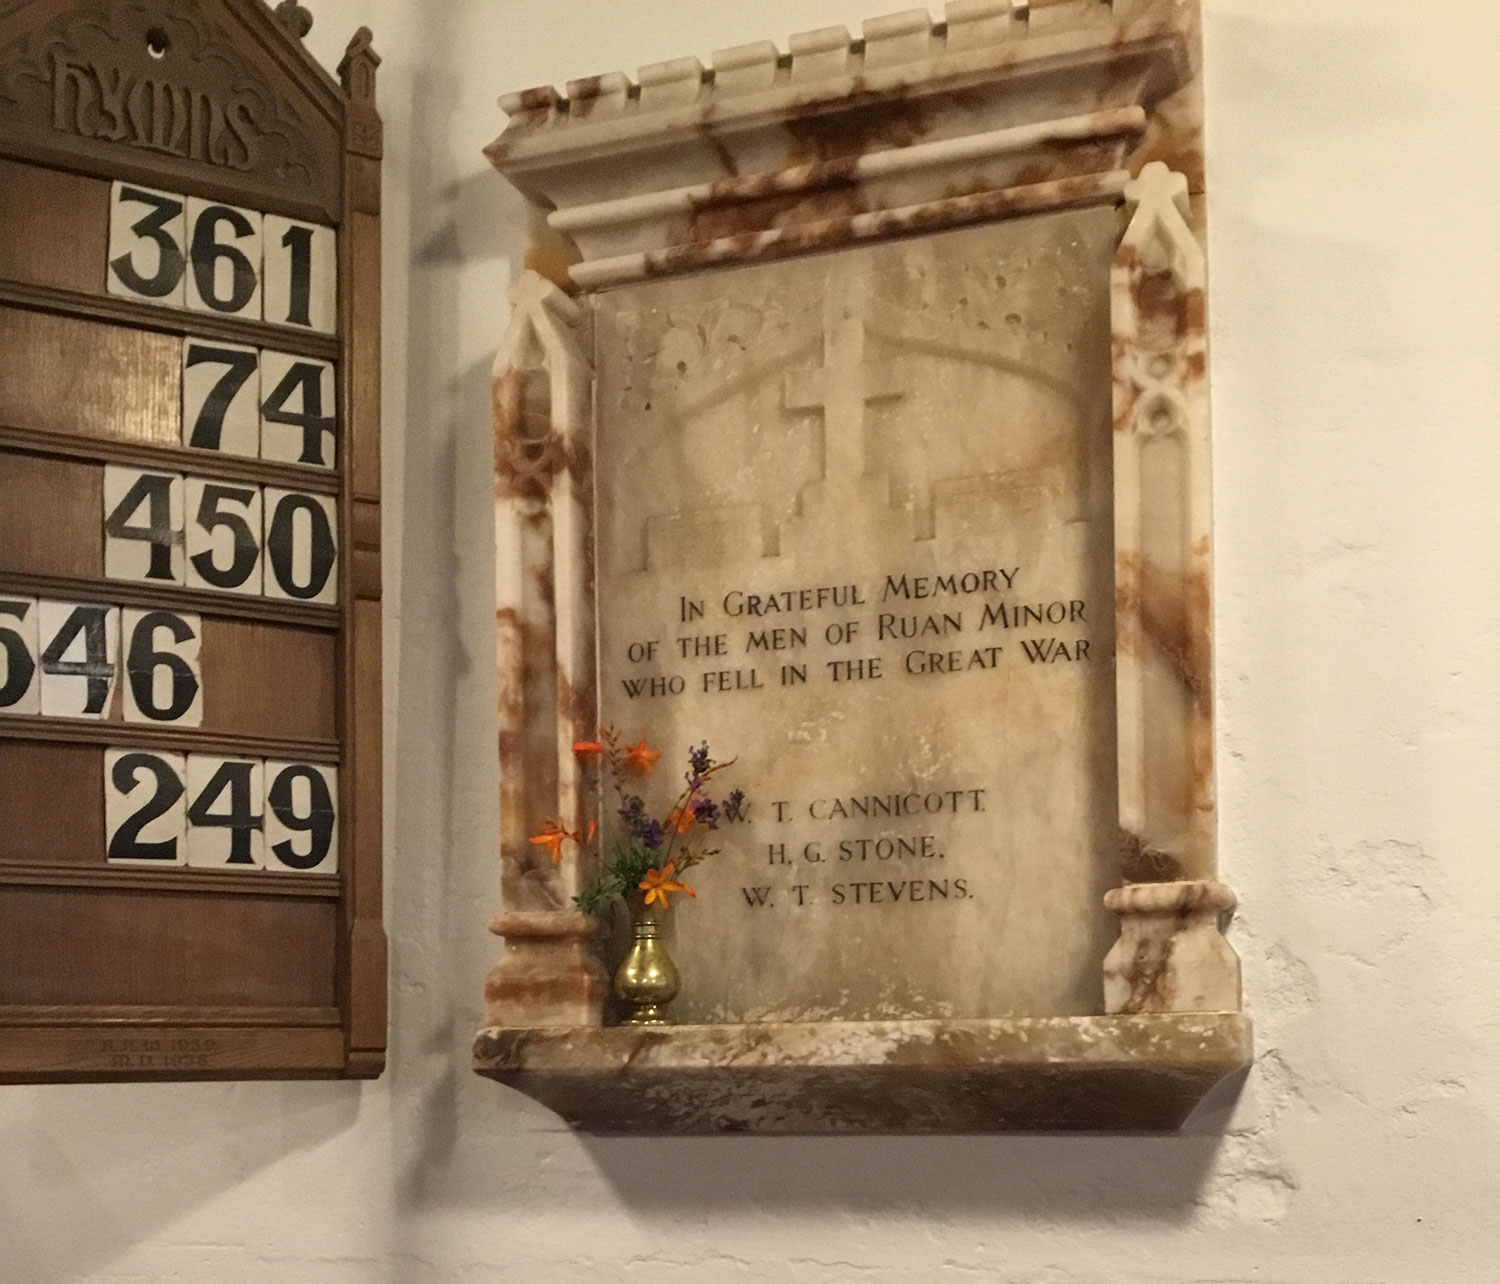 HYMNS
361
74
450
546
249
IN GRATEFUL MEMORY
OF THE MEN OF RUAN MINOR
WHO FELL IN THE GREAT WAR
W. T. CANNICOTT.
H. G. STONE.
W. T. STEVENS.